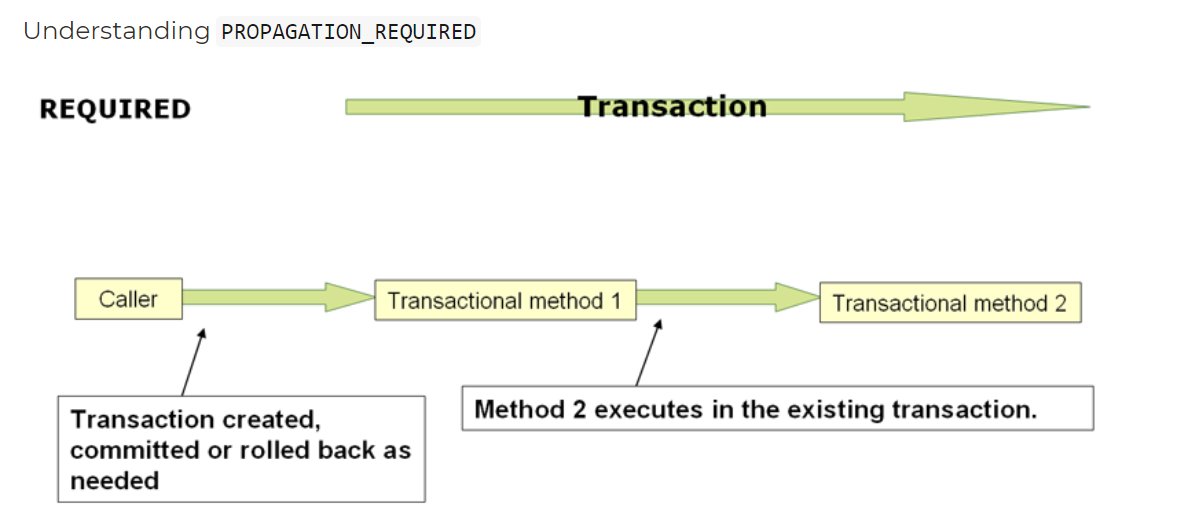 Understanding PROPAGATION_REQUIRED
REQUIRED
Transaction
Caller
Transactional method 1
Transactional method 2
Transaction created,
committed or rolled back as
needed
Method 2 executes in the existing transaction.